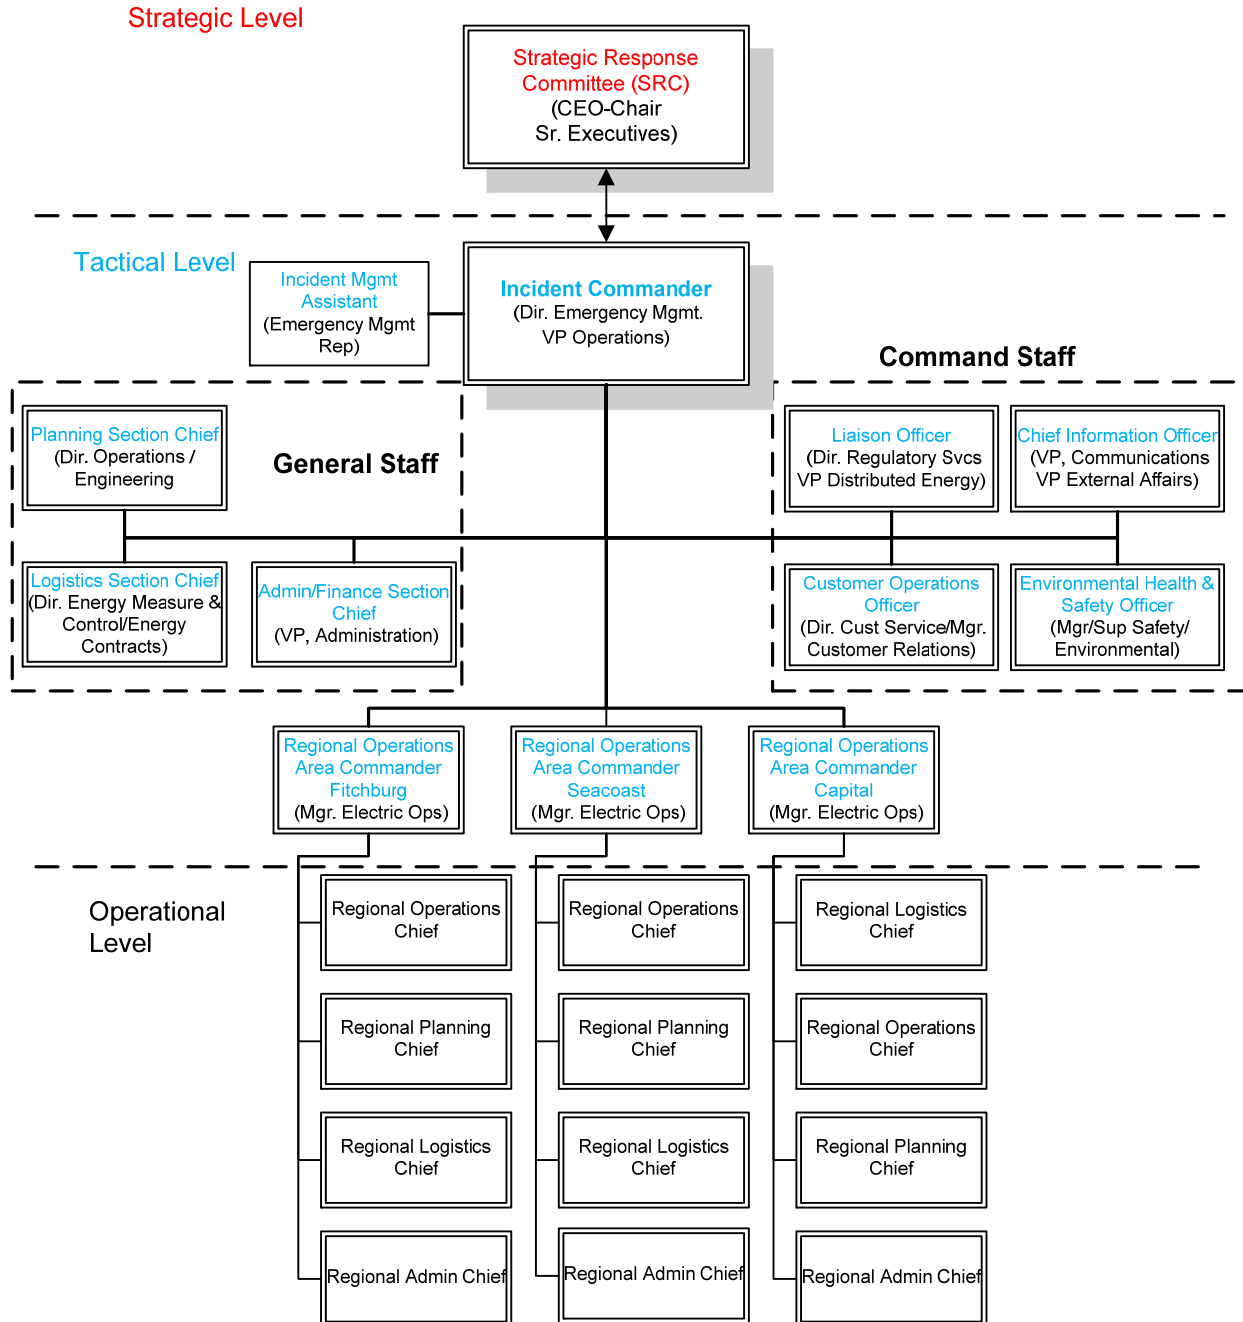 Strategic Level
Strategic Response
Committee (SRC)
(CEO-Chair
Sr. Executives)
Tactical Level
Incident Mgmt
Assistant
(Emergency Mgmt
Rep)
Incident Commander
(Dir. Emergency Mgmt.
VP Operations)
Command Staff
General Staff
Planning Section Chief
(Dir. Operations /
Engineering
Logistics Section Chief
(Dir. Energy Measure &
Control/Energy
Contracts)
Admin/Finance Section
Chief
(VP, Administration)
Liaison Officer
(Dir. Regulatory Svcs
VP Distributed Energy)
Chief Information Officer
(VP, Communications
VP External Affairs)
Customer Operations
Officer
(Dir. Cust Service/Mgr.
Customer Relations)
Environmental Health &
Safety Officer
(Mgr/Sup Safety/
Environmental)
Regional Operations
Area Commander
Fitchburg
(Mgr. Electric Ops)
Regional Operations
Area Commander
Seacoast
(Mgr. Electric Ops)
Regional Operations
Area Commander
Capital
(Mgr. Electric Ops)
Operational
Level
Regional Operations
Chief
Regional Planning
Chief
Regional Logistics
Chief
Regional Admin Chief
Regional Operations
Chief
Regional Planning
Chief
Regional Logistics
Chief
Regional Admin Chief
Regional Logistics
Chief
Regional Operations
Chief
Regional Planning
Chief
Regional Admin Chief